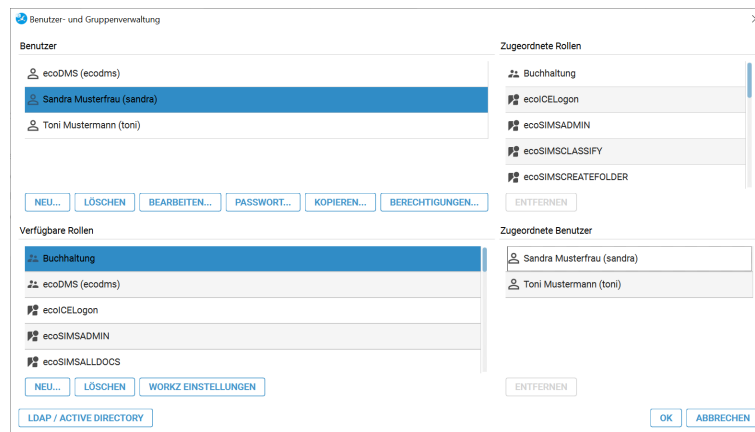 Benutzer- und Gruppenverwaltung
Benutzer
Zugeordnete Rollen
ecoDMS (ecodms)
Sandra Musterfrau (sandra)
Toni Mustermann (toni)
Buchhaltung
ecoICELogon
ecoSIMSADMIN
ecoSIMSCLASSIFY
ecoSIMSCREATEFOLDER
NEU... LÖSCHEN BEARBEITEN... PASSWORT... KOPIEREN... BERECHTIGUNGEN...
ENTFERNEN
Verfügbare Rollen
Zugeordnete Benutzer
Buchhaltung
ecoDMS (ecodms)
ecoICELogon
ecoSIMSADMIN
ecoSIMSALLDOCS
Sandra Musterfrau (sandra)
Toni Mustermann (toni)
NEU... LÖSCHEN WORKZ EINSTELLUNGEN
ENTFERNEN
LDAP / ACTIVE DIRECTORY
OK ABBRECHEN